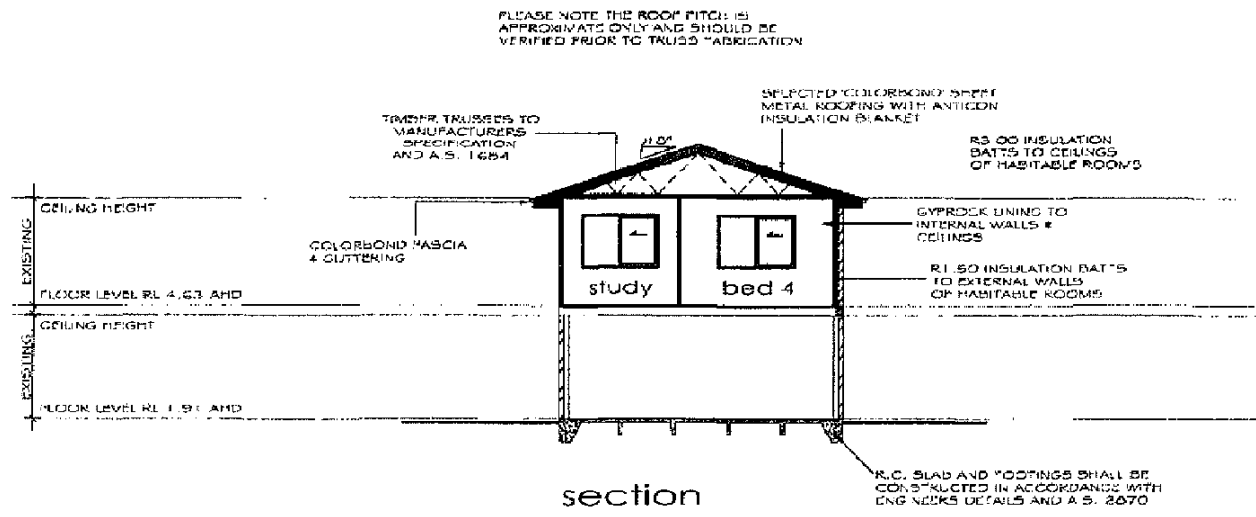 PLEASE NOTE THE ROOF PITCH IS
APPROXIMATE ONLY AND SHOULD BE
VERIFIED PRIOR TO TRUSS FABRICATION
SELECTED 'COLORBOND' SHEET
METAL ROOFING WITH ANTICON
INSULATION BLANKET
TIMBER TRUSSES TO
MANUFACTURERS
SPECIFICATION
AND A.S. 1684
R3.00 INSULATION
BATTS TO CEILINGS
OF HABITABLE ROOMS
CEILING HEIGHT
EXISTING
COLORBOND FASCIA
& GUTTERING
GYPROCK LINING TO
INTERNAL WALLS &
CEILINGS
study
bed 4
R1.50 INSULATION BATTS
TO EXTERNAL WALLS
OF HABITABLE ROOMS
FLOOR LEVEL RL 4.63 AHD
CEILING HEIGHT
EXISTING
FLOOR LEVEL RL 1.91 AHD
R.C. SLAB AND FOOTINGS SHALL BE
CONSTRUCTED IN ACCORDANCE WITH
ENGINEERS DETAILS AND A.S. 2870
section